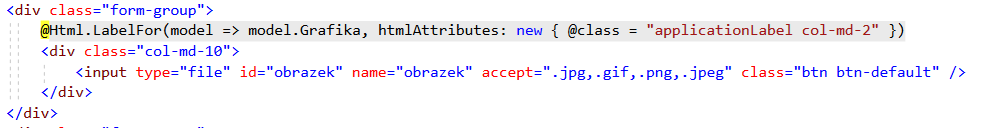 <div class="form-group">
@Html.LabelFor(model => model.Grafika, htmlAttributes: new { @class = "applicationLabel col-md-2" })
<div class="col-md-10">
<input type="file" id="obrazek" name="obrazek" accept=".jpg,.gif,.png,.jpeg" class="btn btn-default" />
</div>
</div>